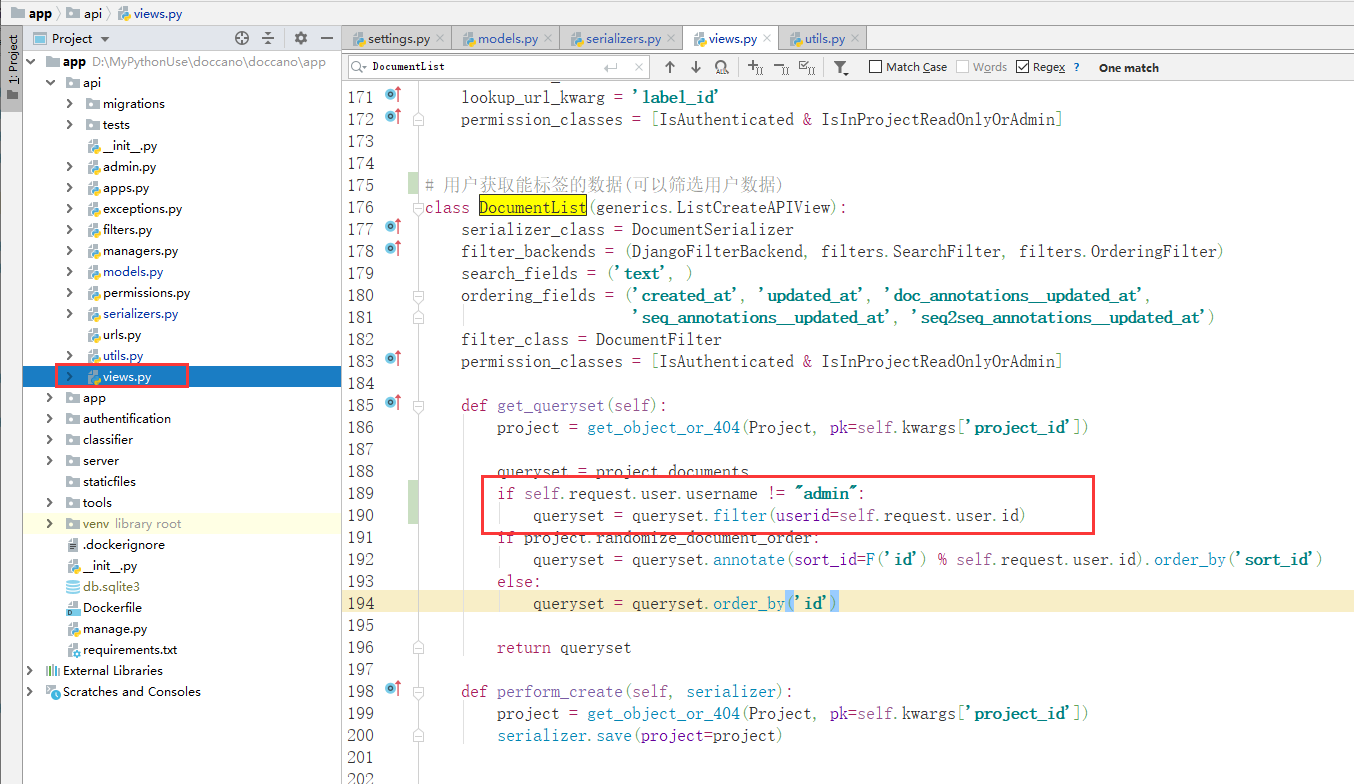 app api views.py
1: Project
Project
settings.py models.py serializers.py views.py utils.py
app D:\MyPythonUse\doccano\doccano\app
api
migrations
tests
__init__.py
admin.py
apps.py
exceptions.py
filters.py
managers.py
models.py
permissions.py
serializers.py
urls.py
utils.py
views.py
app
authentification
classifier
server
staticfiles
tools
venv library root
.dockerignore
__init__.py
db.sqlite3
Dockerfile
manage.py
requirements.txt
External Libraries
Scratches and Consoles
DocumentList Match Case Words Regex ? One match
171 lookup_url_kwarg = 'label_id'
172 permission_classes = [IsAuthenticated & IsInProjectReadOnlyOrAdmin]
173
174
175 # 用户获取能标签的数据(可以筛选用户数据)
176 class DocumentList(generics.ListCreateAPIView):
177 serializer_class = DocumentSerializer
178 filter_backends = (DjangoFilterBackend, filters.SearchFilter, filters.OrderingFilter)
179 search_fields = ('text', )
180 ordering_fields = ('created_at', 'updated_at', 'doc_annotations__updated_at',
181 'seq_annotations__updated_at', 'seq2seq_annotations__updated_at')
182 filter_class = DocumentFilter
183 permission_classes = [IsAuthenticated & IsInProjectReadOnlyOrAdmin]
184
185 def get_queryset(self):
186 project = get_object_or_404(Project, pk=self.kwargs['project_id'])
187
188 queryset = project.documents
189 if self.request.user.username != "admin":
190 queryset = queryset.filter(userid=self.request.user.id)
191 if project.randomize_document_order:
192 queryset = queryset.annotate(sort_id=F('id') % self.request.user.id).order_by('sort_id')
193 else:
194 queryset = queryset.order_by('id')
195
196 return queryset
197
198 def perform_create(self, serializer):
199 project = get_object_or_404(Project, pk=self.kwargs['project_id'])
200 serializer.save(project=project)
201
202